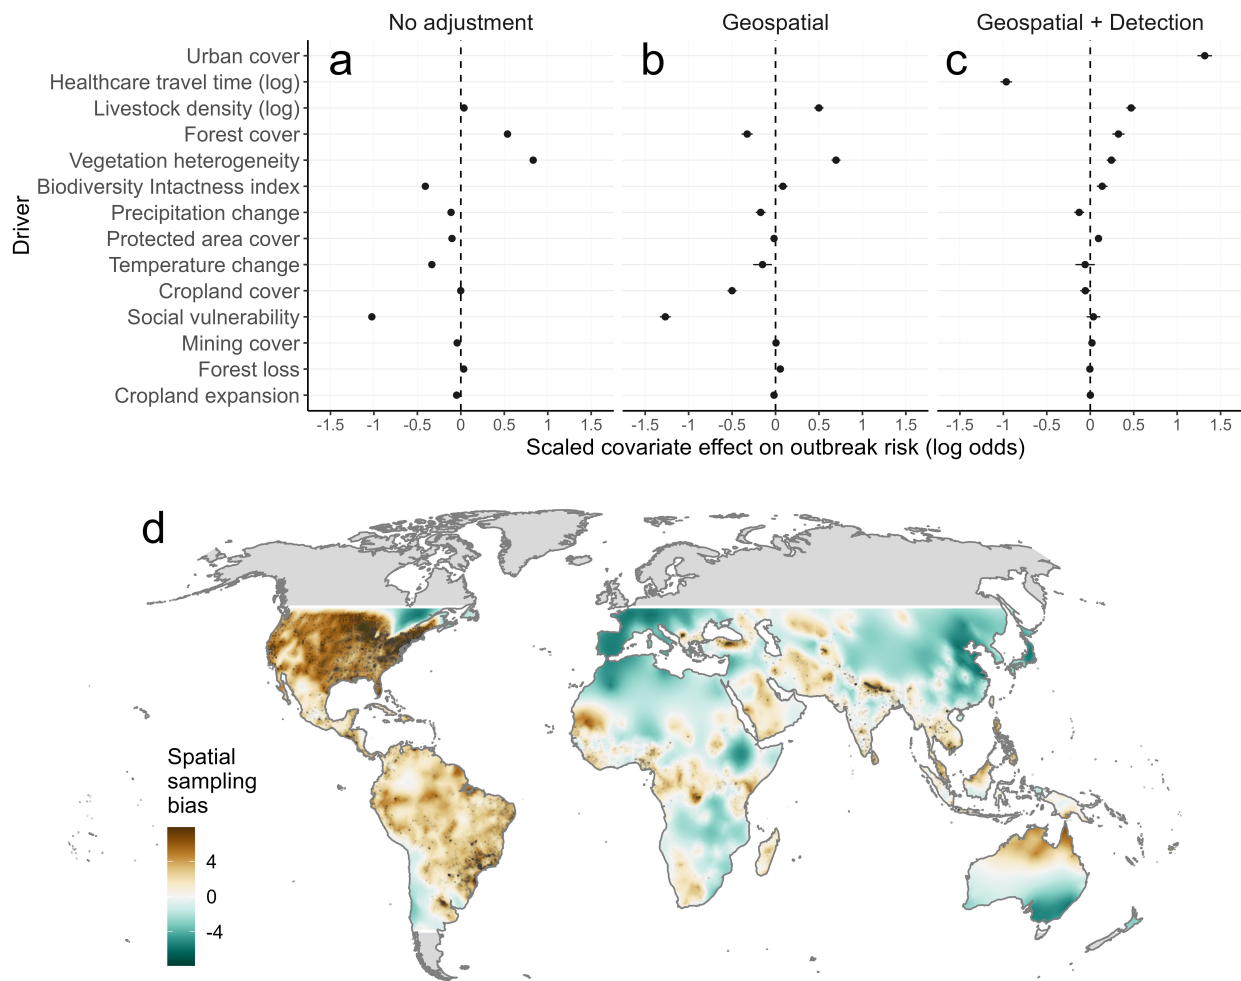 No adjustment
Geospatial
Geospatial + Detection
a
b
c
Driver
Urban cover
Healthcare travel time (log)
Livestock density (log)
Forest cover
Vegetation heterogeneity
Biodiversity Intactness index
Precipitation change
Protected area cover
Temperature change
Cropland cover
Social vulnerability
Mining cover
Forest loss
Cropland expansion
-1.5 -1 -0.5 0 0.5 1 1.5
-1.5 -1 -0.5 0 0.5 1 1.5
-1.5 -1 -0.5 0 0.5 1 1.5
Scaled covariate effect on outbreak risk (log odds)
d
Spatial
sampling
bias
4
0
-4